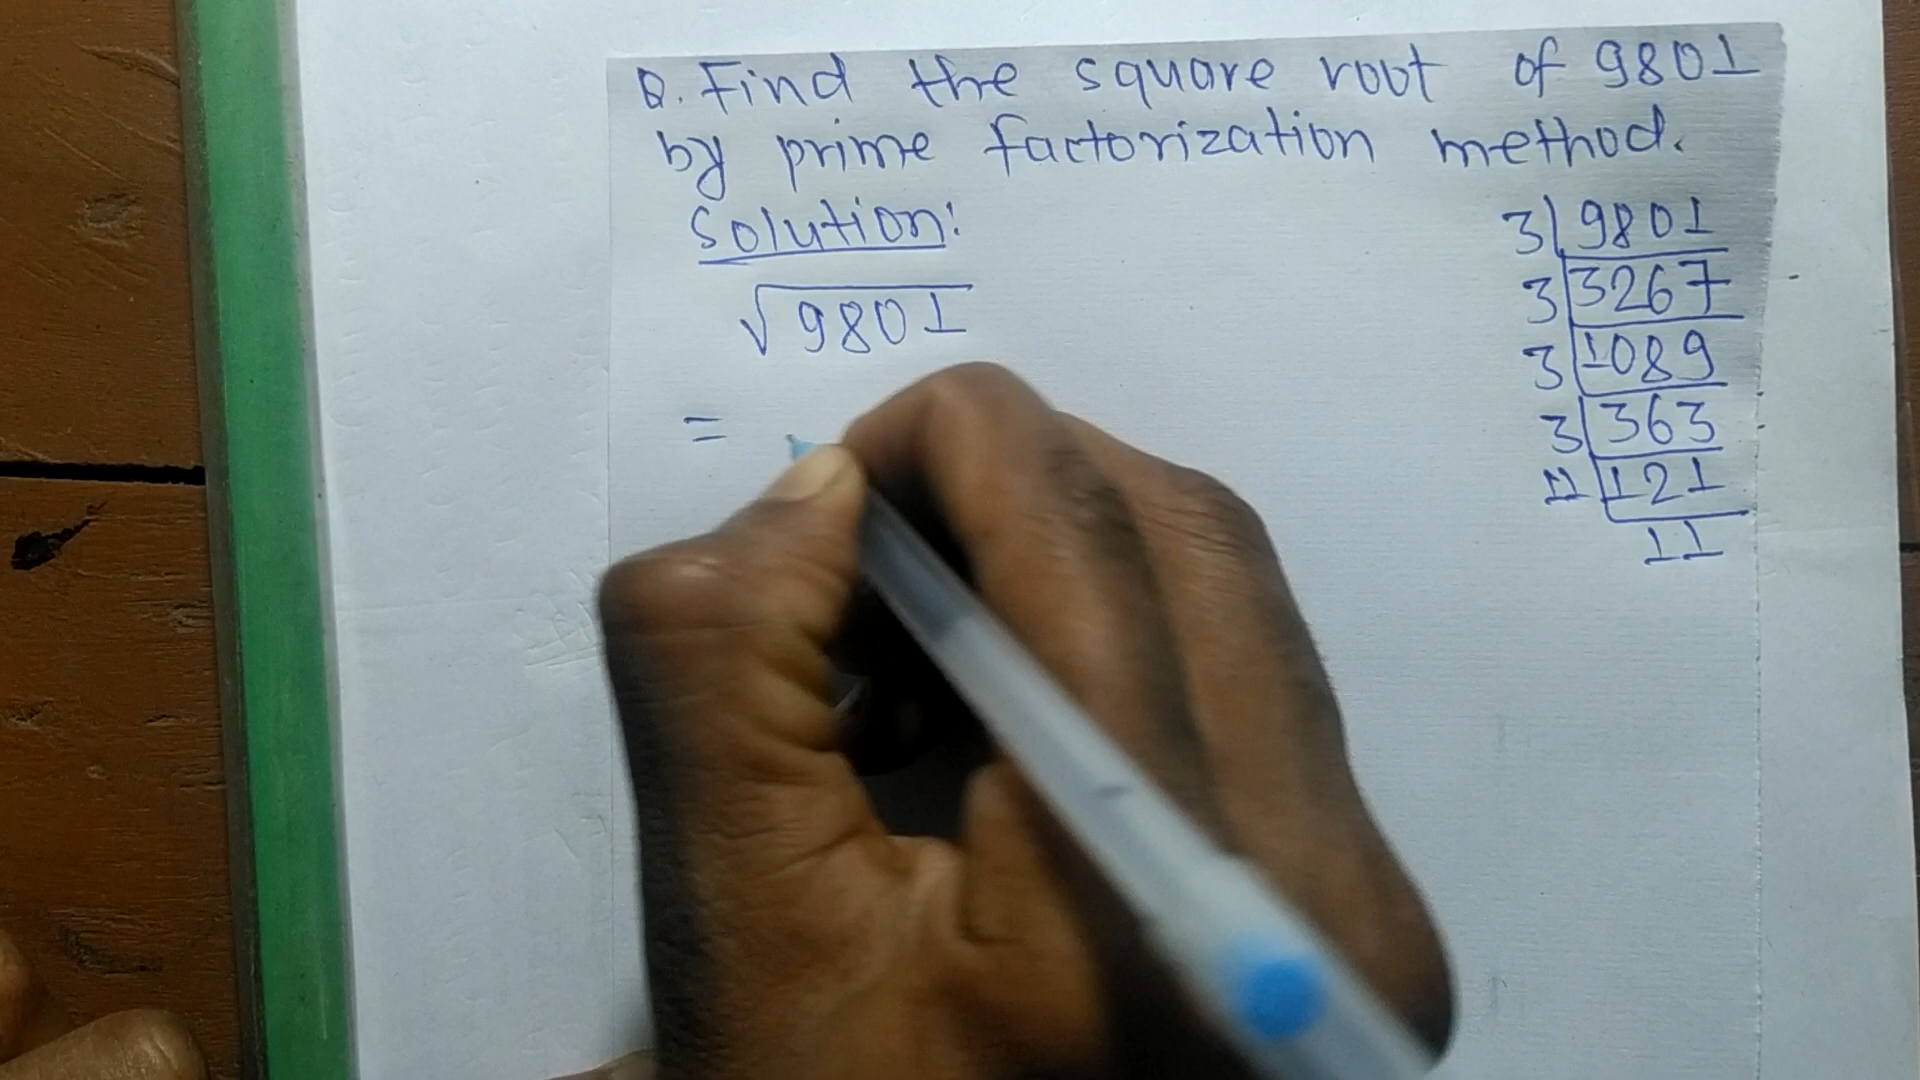 Q. Find the square root of 9801
by prime factorization method.
Solution:
√9801
=
3 9801
3 3267
3 1089
3 363
11 121
11